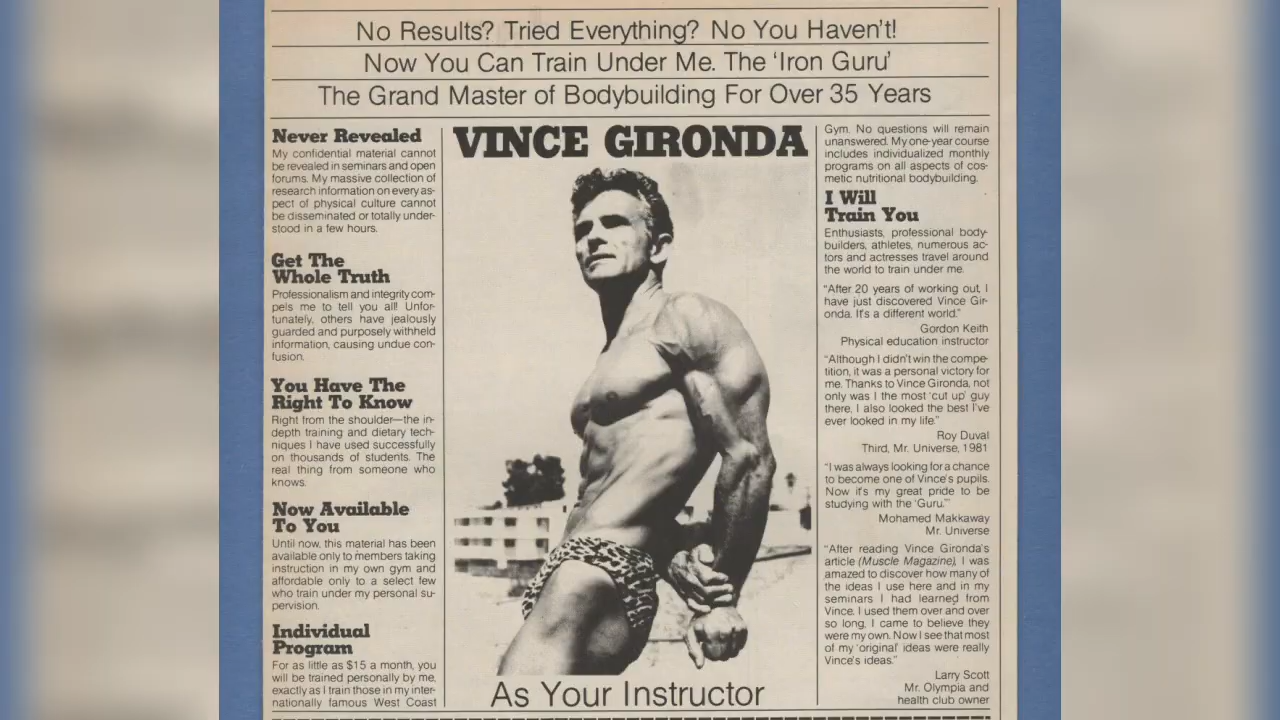 No Results? Tried Everything? No You Haven't!
Now You Can Train Under Me. The 'Iron Guru'
The Grand Master of Bodybuilding For Over 35 Years
Never Revealed
My confidential material cannot
be revealed in seminars and open
forums. My massive collection of
research information on every as-
pect of physical culture cannot
be disseminated or totally under-
stood in a few hours.
Get The
Whole Truth
Professionalism and integrity com-
pels me to tell you all! Unfor-
tunately, others have jealously
guarded and purposely withheld
information, causing undue con-
fusion.
You Have The
Right To Know
Right from the shoulder—the in-
depth training and dietary tech-
niques I have used successfully
on thousands of students. The
real thing from someone who
knows.
Now Available
To You
Until now, this material has been
available only to members taking
instruction in my own gym and
affordable only to a select few
who train under my personal su-
pervision.
Individual
Program
For as little as $15 a month, you
will be trained personally by me,
exactly as I train those in my inter-
nationally famous West Coast
VINCE GIRONDA
As Your Instructor
Gym. No questions will remain
unanswered. My one-year course
includes individualized monthly
programs on all aspects of cos-
metic nutritional bodybuilding.
I Will
Train You
Enthusiasts, professional body-
builders, athletes, numerous ac-
tors and actresses travel around
the world to train under me.
"After 20 years of working out, I
have just discovered Vince Gir-
onda. It's a different world."
Gordon Keith
Physical education instructor
"Although I didn't win the compe-
tition, it was a personal victory for
me. Thanks to Vince Gironda, not
only was I the most 'cut up' guy
there, I also looked the best I've
ever looked in my life."
Roy Duval
Third, Mr. Universe, 1981
"I was always looking for a chance
to become one of Vince's pupils.
Now it's my great pride to be
studying with the 'Guru.'"
Mohamed Makkaway
Mr. Universe
"After reading Vince Gironda's
article (Muscle Magazine), I was
amazed to discover how many of
the ideas I use here and in my
seminars I had learned from
Vince. I used them over and over
so long, I came to believe they
were my own. Now I see that most
of my 'original' ideas were really
Vince's ideas."
Larry Scott
Mr. Olympia and
health club owner